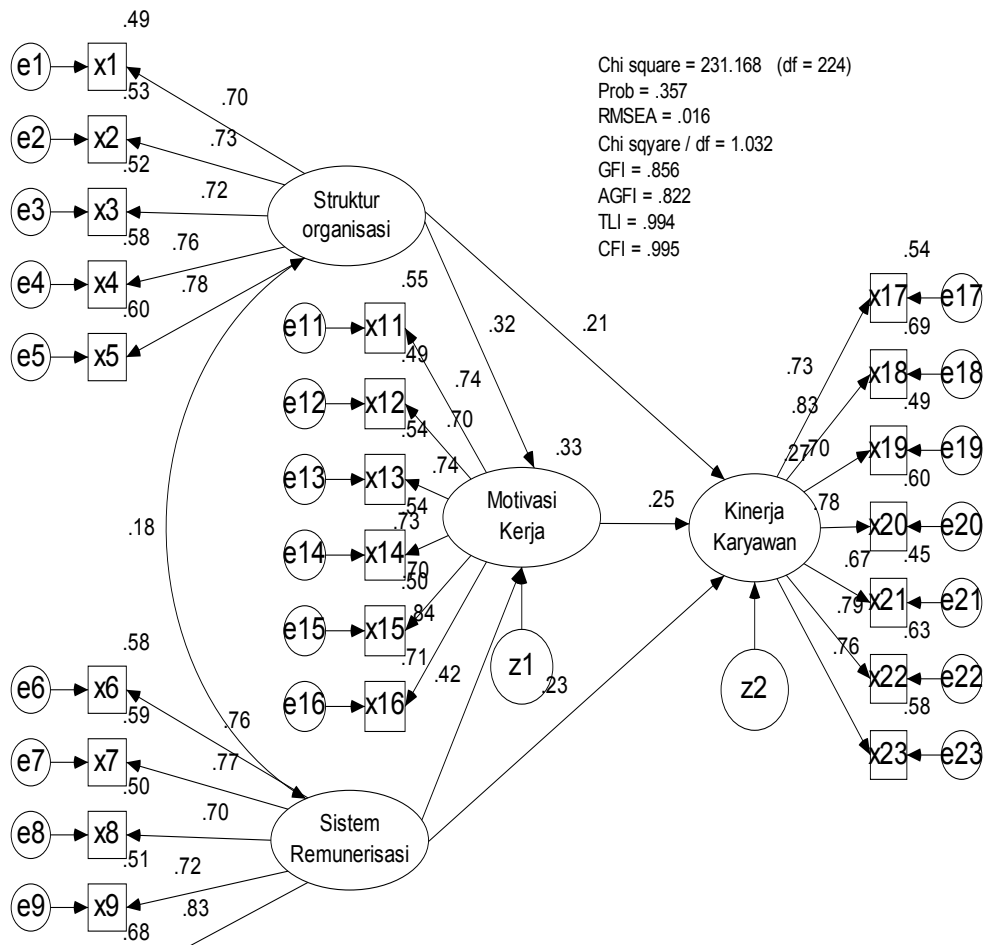 .49
e1
x1
.53
.70
e2
x2
.52
.73
e3
x3
.58
.72
e4
x4
.60
.76
e5
x5
.78
Struktur
organisasi
Chi square = 231.168 (df = 224)
Prob = .357
RMSEA = .016
Chi sqyare / df = 1.032
GFI = .856
AGFI = .822
TLI = .994
CFI = .995
.55
e11
x11
.49
.74
e12
x12
.54
.70
e13
x13
.54
.74
e14
x14
.50
.73
e15
x15
.84
.70
e16
x16
.71
.32
.21
.33
Motivasi
Kerja
.25
.18
.42
z1
.23
.27
Kinerja
Karyawan
z2
.54
x17
e17
.69
.73
x18
e18
.49
.83
x19
e19
.60
.70
x20
e20
.45
.78
x21
e21
.63
.67
x22
e22
.58
.79
x23
e23
.76
.58
e6
x6
.59
.76
e7
x7
.50
.77
e8
x8
.51
.70
e9
x9
.68
.72
.83
Sistem
Remunerisasi